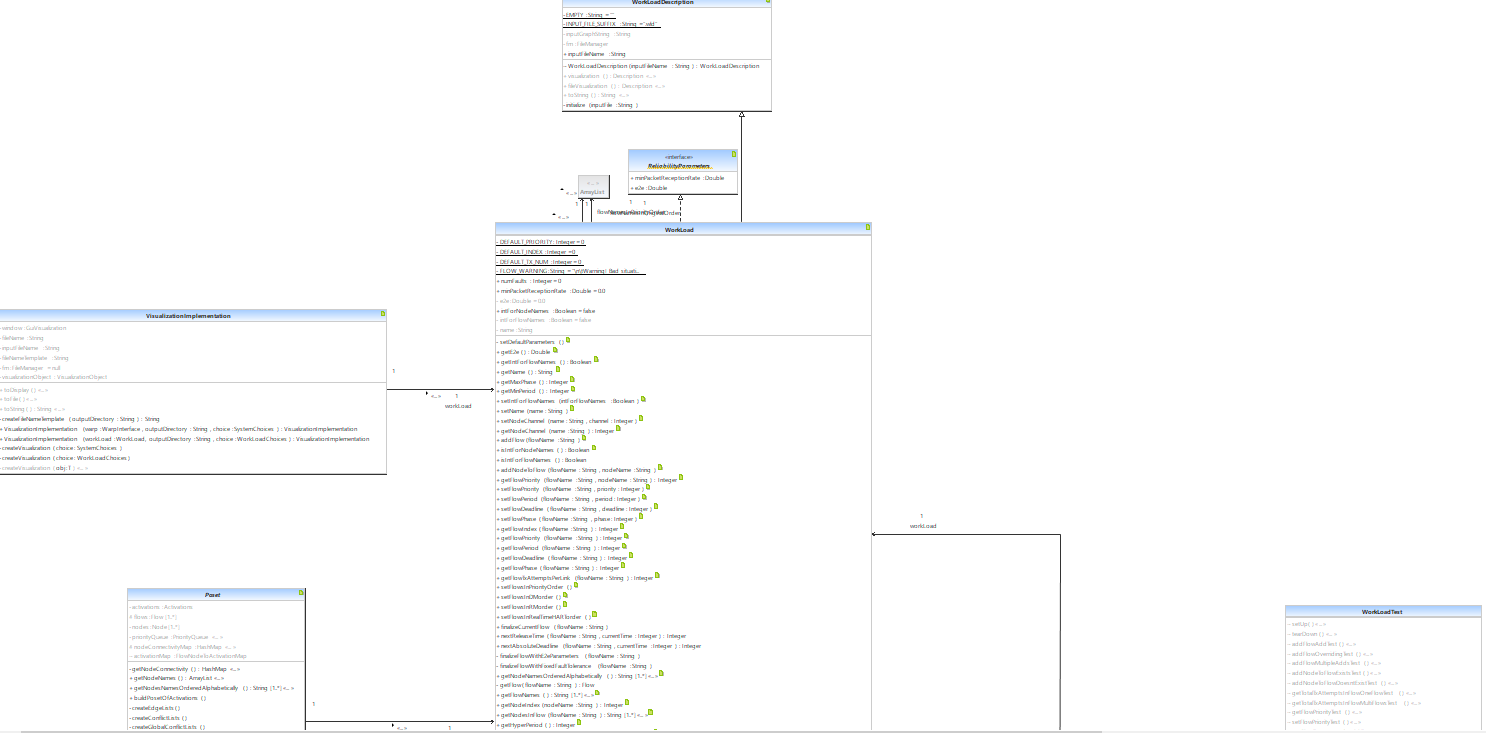 WorkLoadDescription
- EMPTY : String = ""
- INPUT_FILE_SUFFIX : String = ".wld"
- inputGraphString : String
- fm : FileManager
+ inputFileName : String
~ WorkLoadDescription (inputFileName : String ) : WorkLoadDescription
+ visualization () : Description <...>
+ fileVisualization () : Description <...>
+ toString () : String <...>
- initialize (inputFile : String )
«interface»
ReliabilityParameters
+ minPacketReceptionRate : Double
+ e2e : Double
<...>
ArrayList
<...>
1
1
1
1
<...>
WorkLoad
- DEFAULT_PRIORITY : Integer = 0
- DEFAULT_INDEX : Integer = 0
- DEFAULT_TX_NUM : Integer = 0
- FLOW_WARNING: String = "\n\tWarning! Bad situati...
+ numFaults : Integer = 0
+ minPacketReceptionRate : Double = 0.0
- e2e : Double = 0.0
+ intForNodeNames : Boolean = false
- intForFlowNames : Boolean = false
- name : String
- setDefaultParameters ()
+ getE2e () : Double
+ getIntForFlowNames () : Boolean
+ getName () : String
+ getMaxPhase () : Integer
+ getMinPeriod () : Integer
+ setIntForFlowNames (intForFlowNames : Boolean )
+ setName (name : String )
+ setNodeChannel (name : String , channel : Integer )
+ getNodeChannel (name : String ) : Integer
+ addFlow (flowName : String )
+ isIntForNodeNames () : Boolean
+ isIntForFlowNames () : Boolean
+ addNodeToFlow (flowName : String , nodeName : String )
+ getFlowPriority (flowName : String , nodeName : String ) : Integer
+ setFlowPriority (flowName : String , priority : Integer )
+ setFlowPeriod (flowName : String , period : Integer )
+ setFlowDeadline (flowName : String , deadline : Integer )
+ setFlowPhase (flowName : String , phase : Integer )
+ getFlowIndex (flowName : String ) : Integer
+ getFlowPriority (flowName : String ) : Integer
+ getFlowPeriod (flowName : String ) : Integer
+ getFlowDeadline (flowName : String ) : Integer
+ getFlowPhase (flowName : String ) : Integer
+ getFlowTxAttemptsPerLink (flowName : String ) : Integer
+ setFlowsInPriorityOrder ()
+ setFlowsInDMorder ()
+ setFlowsInRMorder ()
+ setFlowsInRealTimeHARTorder ()
+ finalizeCurrentFlow (flowName : String )
+ nextReleaseTime (flowName : String , currentTime : Integer ) : Integer
+ nextAbsoluteDeadline (flowName : String , currentTime : Integer ) : Integer
- finalizeFlowWithE2eParameters (flowName : String )
- finalizeFlowWithFixedFaultTolerance (flowName : String )
+ getNodeNamesOrderedAlphabetically () : String [1..*] <...>
- getFlow (flowName : String ) : Flow
+ getFlowNames () : String [1..*] <...>
+ getNodeIndex (nodeName : String ) : Integer
+ getNodesInFlow (flowName : String ) : String [1..*] <...>
+ getHyperPeriod () : Integer
VisualizationImplementation
- window : GuiVisualization
- fileName : String
- inputFileName : String
- fileNameTemplate : String
- fm : FileManager = null
- visualizationObject : VisualizationObject
+ toDisplay () <...>
+ toFile () <...>
+ toString () : String <...>
- createFileNameTemplate (outputDirectory : String ) : String
+ VisualizationImplementation (warp : WarpInterface , outputDirectory : String , choice : SystemChoices ) : VisualizationImplementation
+ VisualizationImplementation (workLoad : WorkLoad , outputDirectory : String , choice : WorkLoadChoices ) : VisualizationImplementation
- createVisualization (choice: SystemChoices )
- createVisualization (choice: WorkLoadChoices )
- createVisualization (obj: T ) <...>
1
<...>
1
workLoad
1
workLoad
Poset
- activations : Activations
# flows : Flow [1..*]
- nodes : Node [1..*]
- priorityQueue : PriorityQueue <...>
# nodeConnectivityMap : HashMap <...>
~ activationMap : FlowNodeToActivationMap
- getNodeConnectivity () : HashMap <...>
+ getNodeNames () : ArrayList <...>
+ getNodesNamesOrderedAlphabetically () : String [1..*] <...>
+ buildPosetOfActivations ()
- createEdgeLists ()
- createConflictLists ()
- createGlobalConflictLists ()
1
<...>
1
WorkLoadTest
~ setUp () <...>
~ tearDown () <...>
~ addFlowAddTest () <...>
~ addFlowOverridingTest () <...>
~ addFlowMultipleAddsTest () <...>
~ addNodeToFlowExistsTest () <...>
~ addNodeToFlowDoesntExistTest () <...>
~ getTotalTxAttemptsInFlowOneFlowTest () <...>
~ getTotalTxAttemptsInFlowMultiFlowsTest () <...>
~ getFlowPriorityTest () <...>
~ setFlowPriorityTest () <...>